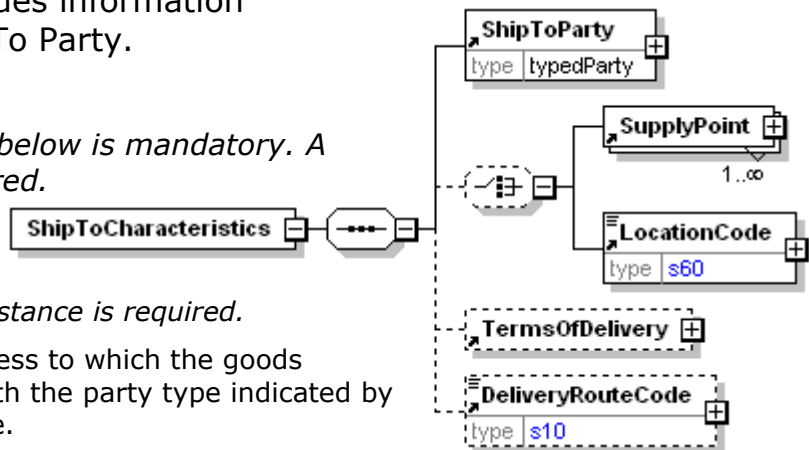 des information
To Party.
below is mandatory. A
red.
stance is required.
ess to which the goods
th the party type indicated by
e.
ShipToCharacteristics
ShipToParty
type typedParty
SupplyPoint
1..∞
LocationCode
type s60
TermsOfDelivery
DeliveryRouteCode
type s10